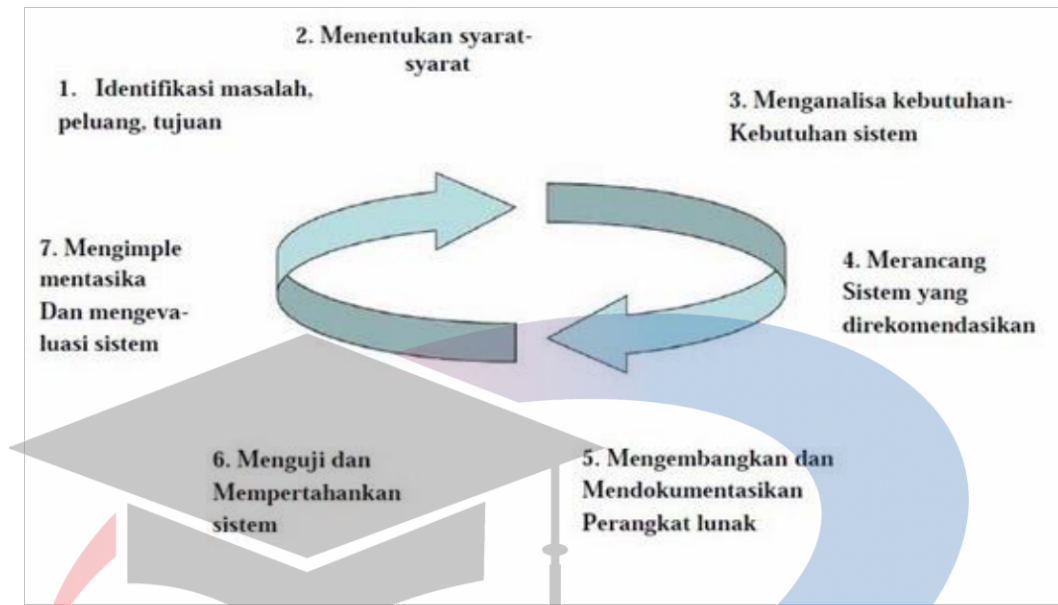 2. Menentukan syarat-
syarat
1. Identifikasi masalah,
peluang, tujuan
3. Menganalisa kebutuhan-
Kebutuhan sistem
7. Mengimple
mentasika
Dan mengeva-
luasi sistem
4. Merancang
Sistem yang
direkomendasikan
6. Menguji dan
Mempertahankan
sistem
5. Mengembangkan dan
Mendokumentasikan
Perangkat lunak